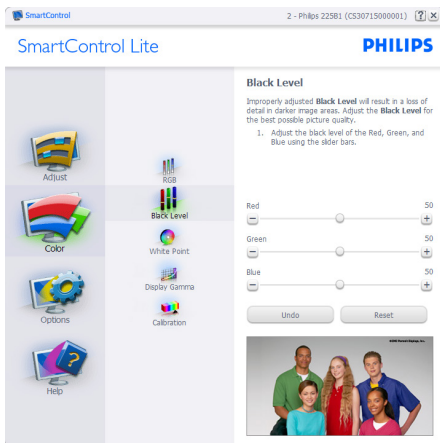 SmartControl
2 - Philips 225B1 (CS30715000001)
? ×
SmartControl Lite
PHILIPS
Adjust
Color
Options
Help
RGB
Black Level
White Point
Display Gamma
Calibration
Black Level
Improperly adjusted Black Level will result in a loss of
detail in darker image areas. Adjust the Black Level for
the best possible picture quality.
1. Adjust the black level of the Red, Green, and
Blue using the slider bars.
Red 50
Green 50
Blue 50
Undo Reset